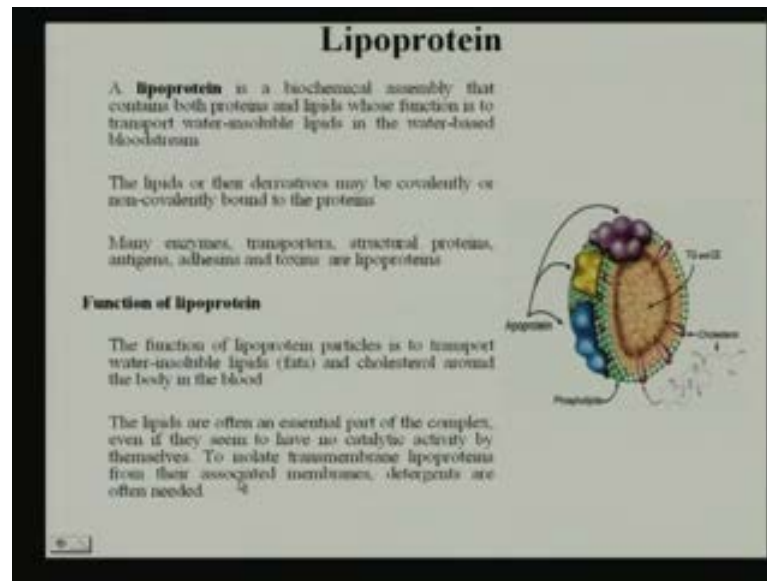 Lipoprotein
A lipoprotein is a biochemical assembly that
contains both proteins and lipids whose function is to
transport water-insoluble lipids in the water-based
bloodstream
The lipids or their derivatives may be covalently or
non-covalently bound to the proteins
Many enzymes, transporters, structural proteins,
antigens, adhesins and toxins are lipoproteins
Function of lipoprotein
The function of lipoprotein particles is to transport
water-insoluble lipids (fats) and cholesterol around
the body in the blood
The lipids are often an essential part of the complex,
even if they seem to have no catalytic activity by
themselves. To isolate transmembrane lipoproteins
from their associated membranes, detergents are
often needed
TG and CE
Apoprotein
Cholesterol
Phospholipids